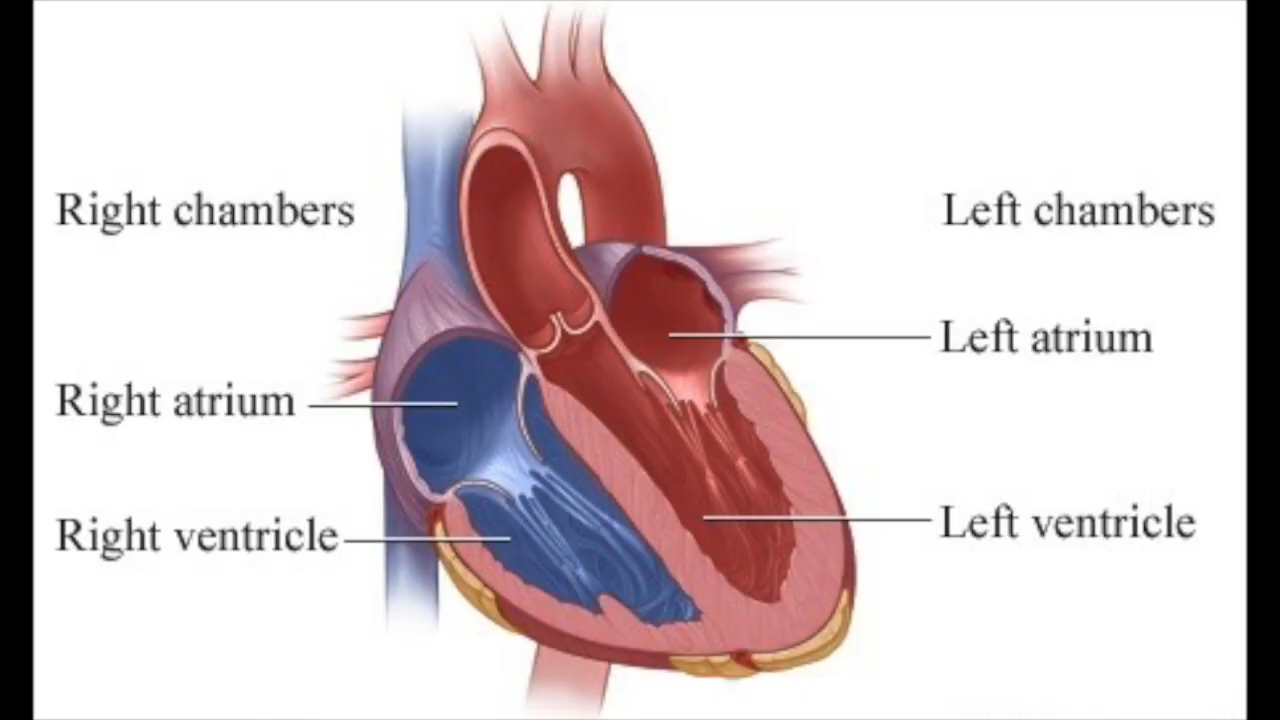 Right chambers
Left chambers
Left atrium
Right atrium
Left ventricle
Right ventricle